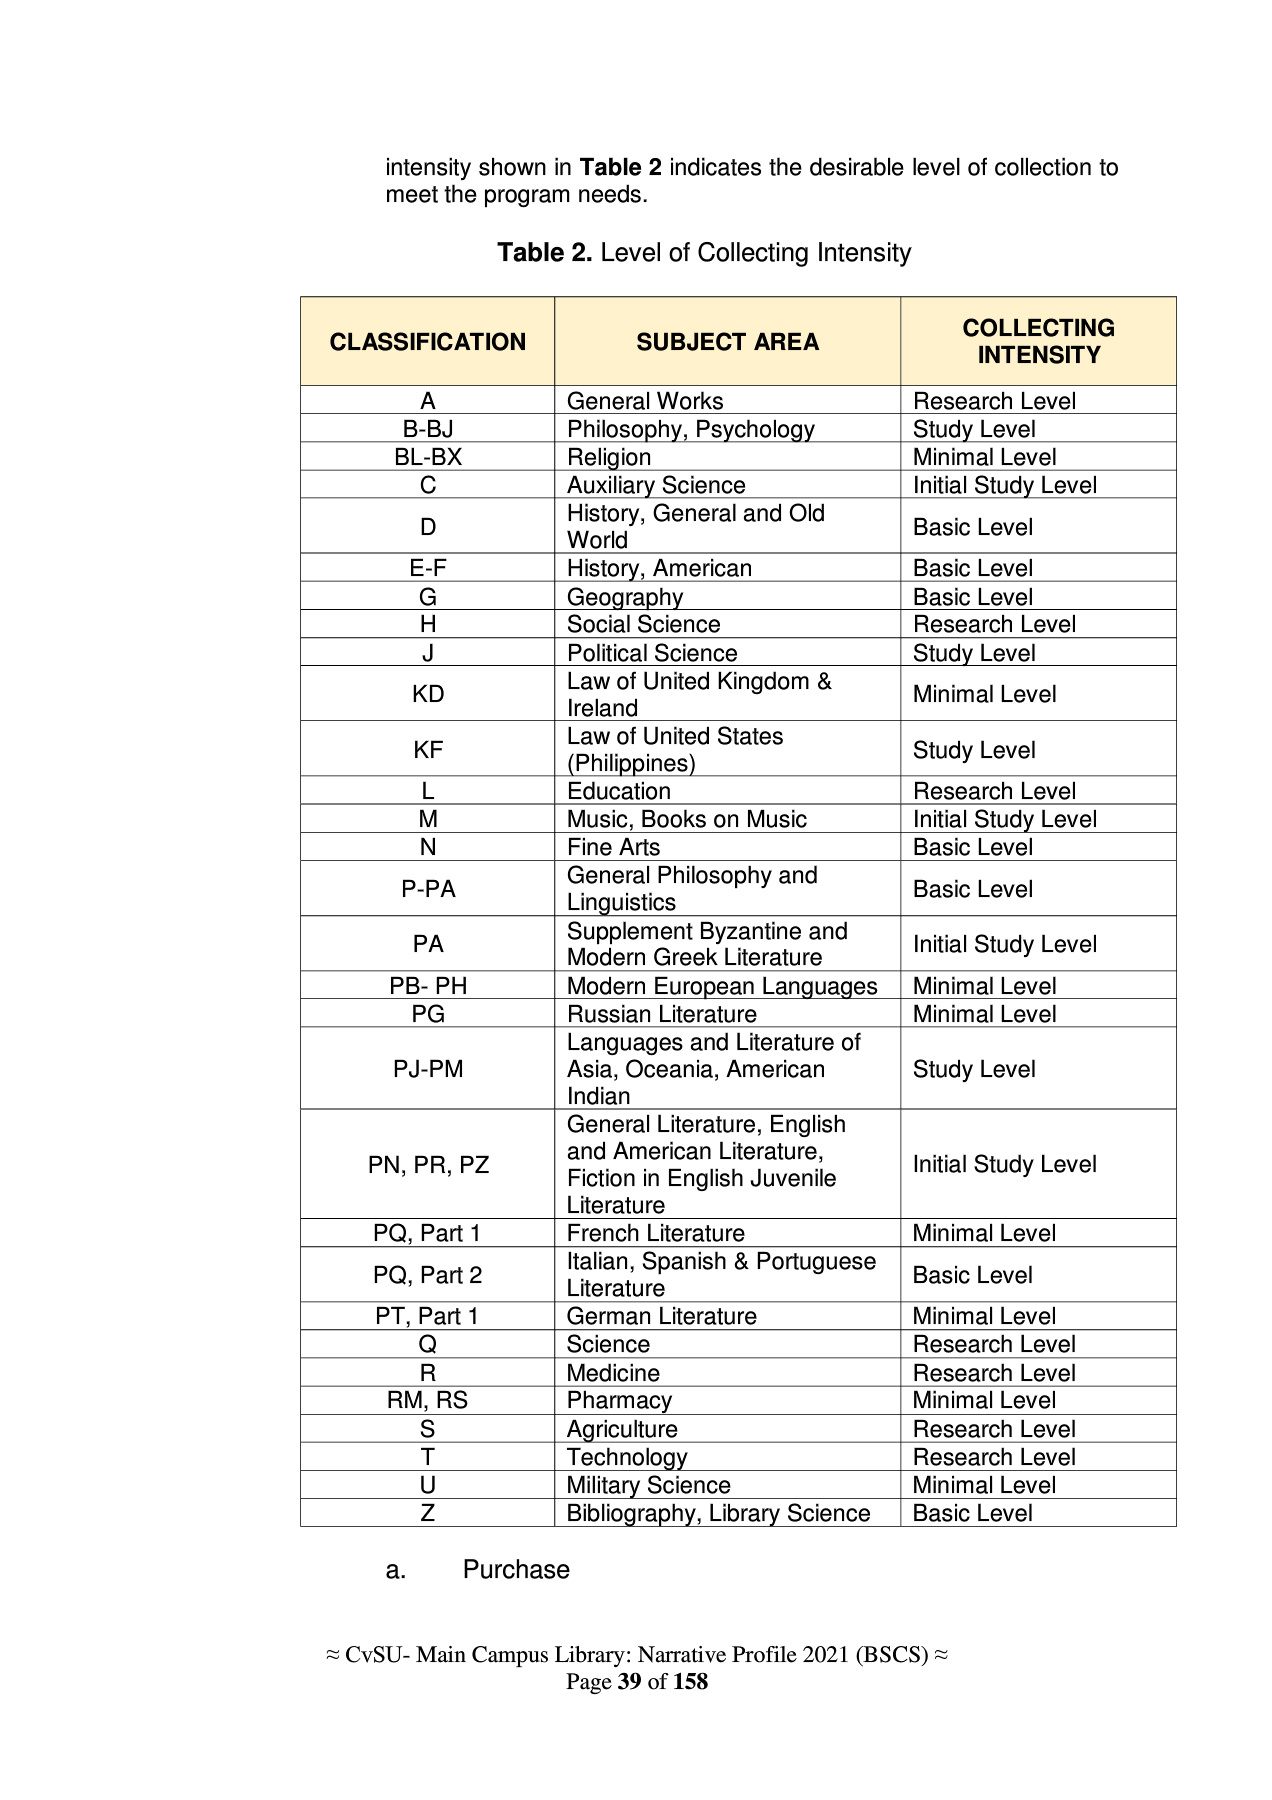 intensity shown in Table 2 indicates the desirable level of collection to
meet the program needs.
Table 2. Level of Collecting Intensity
CLASSIFICATION SUBJECT AREA COLLECTING INTENSITY
A General Works Research Level
B-BJ Philosophy, Psychology Study Level
BL-BX Religion Minimal Level
C Auxiliary Science Initial Study Level
D History, General and Old World Basic Level
E-F History, American Basic Level
G Geography Basic Level
H Social Science Research Level
J Political Science Study Level
KD Law of United Kingdom & Ireland Minimal Level
KF Law of United States (Philippines) Study Level
L Education Research Level
M Music, Books on Music Initial Study Level
N Fine Arts Basic Level
P-PA General Philosophy and Linguistics Basic Level
PA Supplement Byzantine and Modern Greek Literature Initial Study Level
PB- PH Modern European Languages Minimal Level
PG Russian Literature Minimal Level
PJ-PM Languages and Literature of Asia, Oceania, American Indian Study Level
PN, PR, PZ General Literature, English and American Literature, Fiction in English Juvenile Literature Initial Study Level
PQ, Part 1 French Literature Minimal Level
PQ, Part 2 Italian, Spanish & Portuguese Literature Basic Level
PT, Part 1 German Literature Minimal Level
Q Science Research Level
R Medicine Research Level
RM, RS Pharmacy Minimal Level
S Agriculture Research Level
T Technology Research Level
U Military Science Minimal Level
Z Bibliography, Library Science Basic Level
a. Purchase
≈ CvSU- Main Campus Library: Narrative Profile 2021 (BSCS) ≈
Page 39 of 158